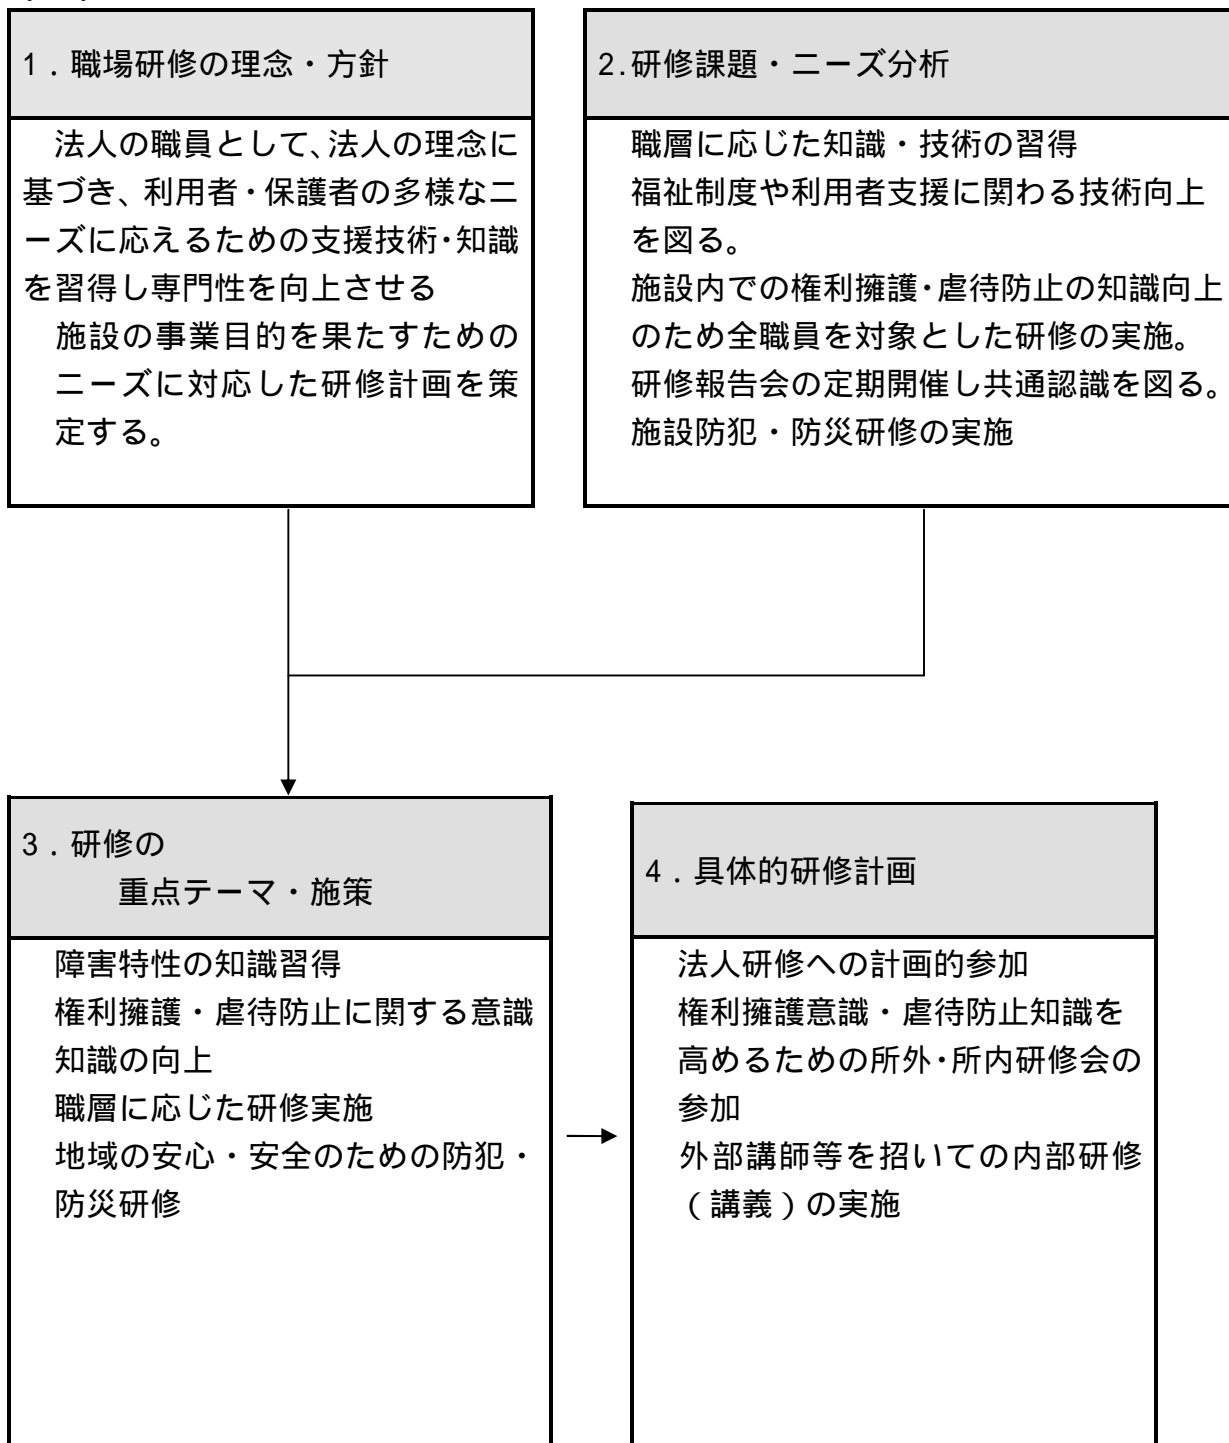 1．職場研修の理念・方針
法人の職員として、法人の理念に
基づき、利用者・保護者の多様なニ
ーズに応えるための支援技術・知識
を習得し専門性を向上させる
施設の事業目的を果たすための
ニーズに対応した研修計画を策
定する。
2.研修課題・ニーズ分析
職層に応じた知識・技術の習得
福祉制度や利用者支援に関わる技術向上
を図る。
施設内での権利擁護・虐待防止の知識向上
のため全職員を対象とした研修の実施。
研修報告会の定期開催し共通認識を図る。
施設防犯・防災研修の実施
3．研修の
重点テーマ・施策
障害特性の知識習得
権利擁護・虐待防止に関する意識
知識の向上
職層に応じた研修実施
地域の安心・安全のための防犯・
防災研修
4．具体的研修計画
法人研修への計画的参加
権利擁護意識・虐待防止知識を
高めるための所外・所内研修会の
参加
外部講師等を招いての内部研修
（講義）の実施